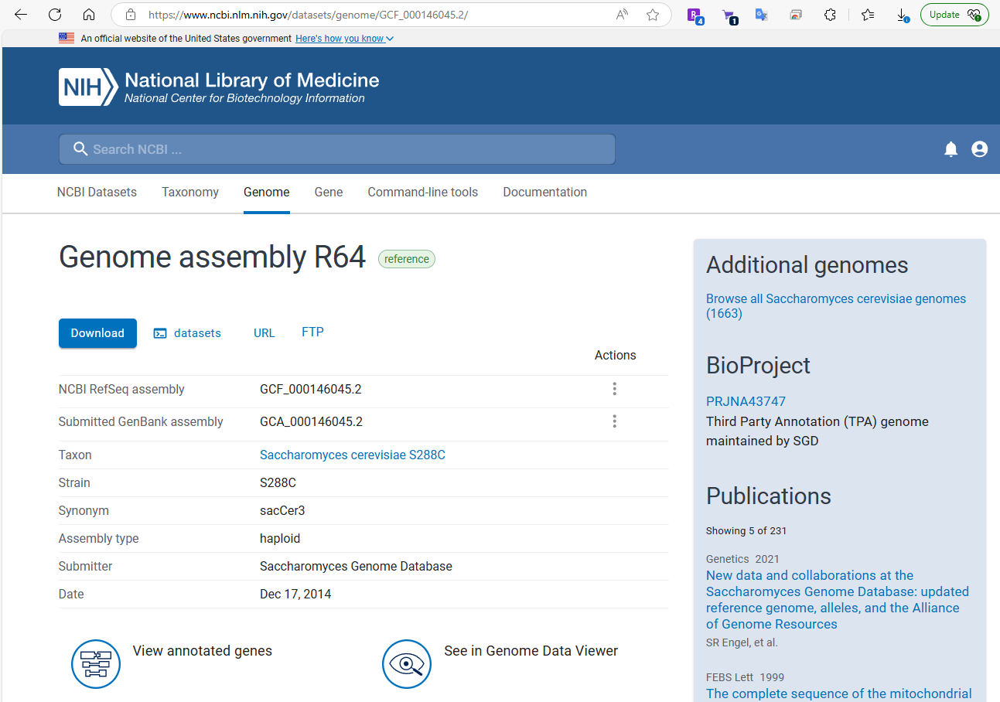 https://www.ncbi.nlm.nih.gov/datasets/genome/GCF_000146045.2/
A))
4
1
Update
An official website of the United States government Here's how you know
NIH
National Library of Medicine
National Center for Biotechnology Information
Search NCBI ...
NCBI Datasets Taxonomy Genome Gene Command-line tools Documentation
Genome assembly R64 reference
Download datasets URL FTP
Actions
NCBI RefSeq assembly GCF_000146045.2
Submitted GenBank assembly GCA_000146045.2
Taxon Saccharomyces cerevisiae S288C
Strain S288C
Synonym sacCer3
Assembly type haploid
Submitter Saccharomyces Genome Database
Date Dec 17, 2014
View annotated genes
See in Genome Data Viewer
Additional genomes
Browse all Saccharomyces cerevisiae genomes
(1663)
BioProject
PRJNA43747
Third Party Annotation (TPA) genome
maintained by SGD
Publications
Showing 5 of 231
Genetics 2021
New data and collaborations at the
Saccharomyces Genome Database: updated
reference genome, alleles, and the Alliance
of Genome Resources
SR Engel, et al.
FEBS Lett 1999
The complete sequence of the mitochondrial